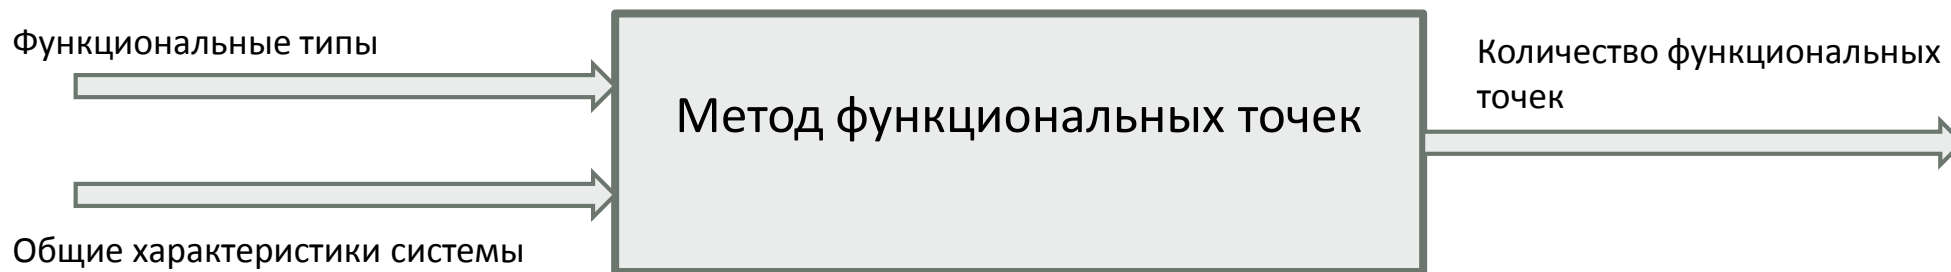 Функциональные типы
Общие характеристики системы
Метод функциональных точек
Количество функциональных
точек